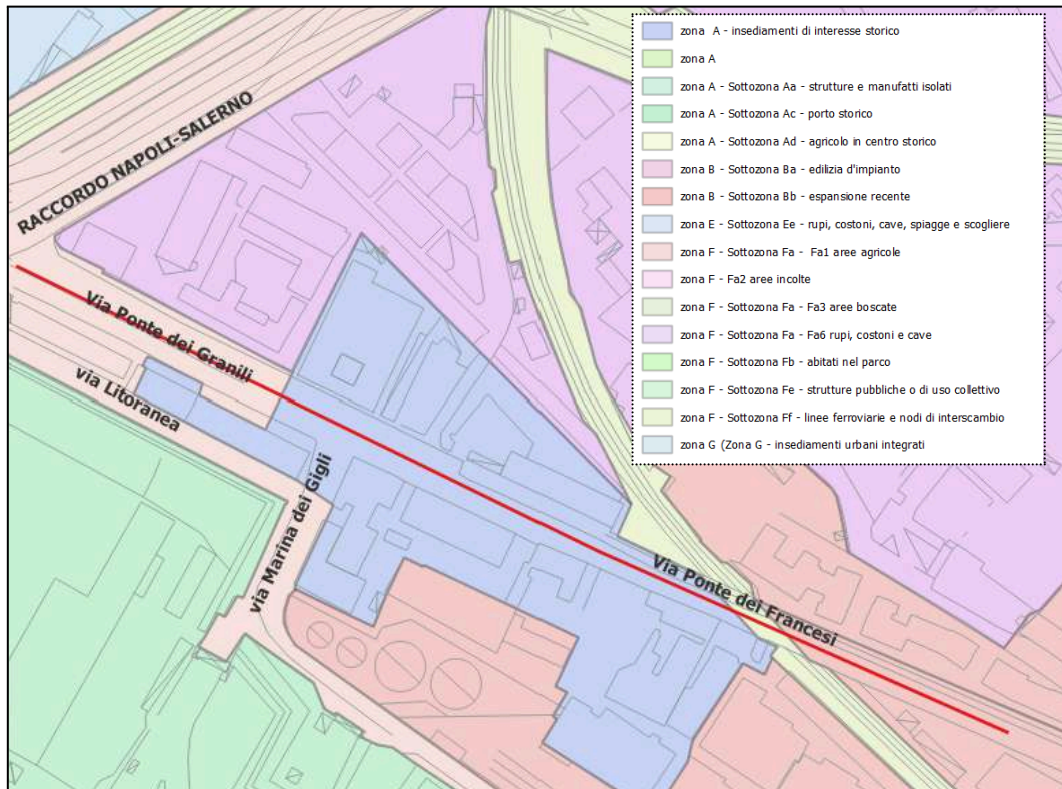 zona A - insediamenti di interesse storico
zona A
zona A - Sottozona Aa - strutture e manufatti isolati
zona A - Sottozona Ac - porto storico
zona A - Sottozona Ad - agricolo in centro storico
zona B - Sottozona Ba - edilizia d'impianto
zona B - Sottozona Bb - espansione recente
zona E - Sottozona Ee - rupi, costoni, cave, spiagge e scogliere
zona F - Sottozona Fa - Fa1 aree agricole
zona F - Fa2 aree incolte
zona F - Sottozona Fa - Fa3 aree boscate
zona F - Sottozona Fa - Fa6 rupi, costoni e cave
zona F - Sottozona Fb - abitati nel parco
zona F - Sottozona Fe - strutture pubbliche o di uso collettivo
zona F - Sottozona Ff - linee ferroviarie e nodi di interscambio
zona G (Zona G - insediamenti urbani integrati
RACCORDO NAPOLI-SALERNO
Via Ponte dei Granili
via Litoranea
via Marina dei Gigli
Via Ponte dei Francesi